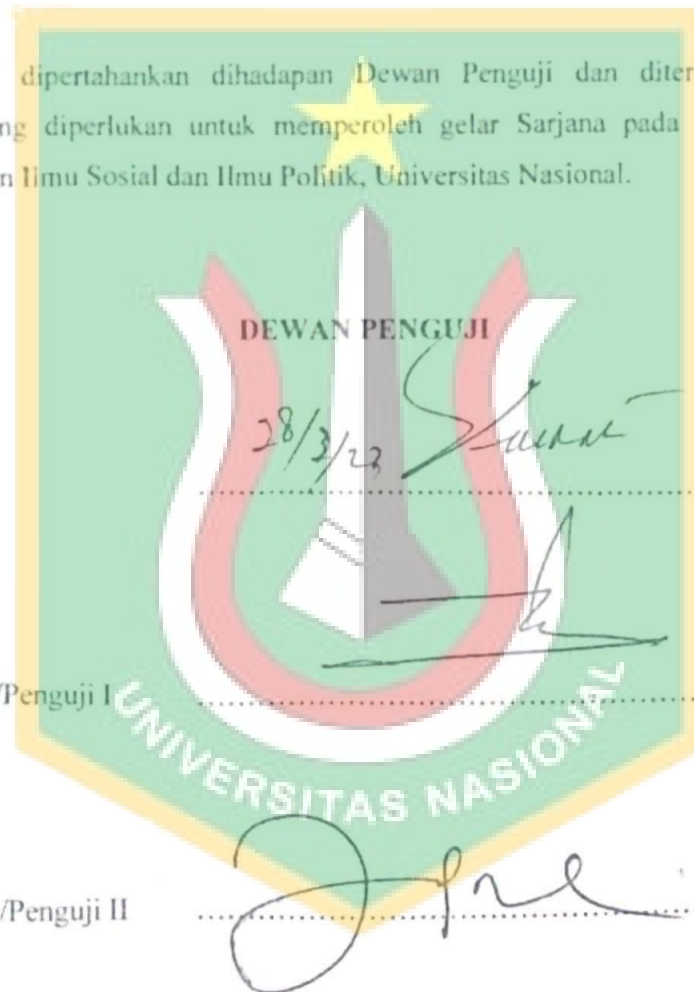 dipertahankan dihadapan Dewan Penguji dan diter
ng diperlukan untuk memperoleh gelar Sarjana pada
n Ilmu Sosial dan Ilmu Politik, Universitas Nasional.
DEWAN PENGUJI
28/3/23
/Penguji I
UNIVERSITAS NASIONAL
/Penguji II